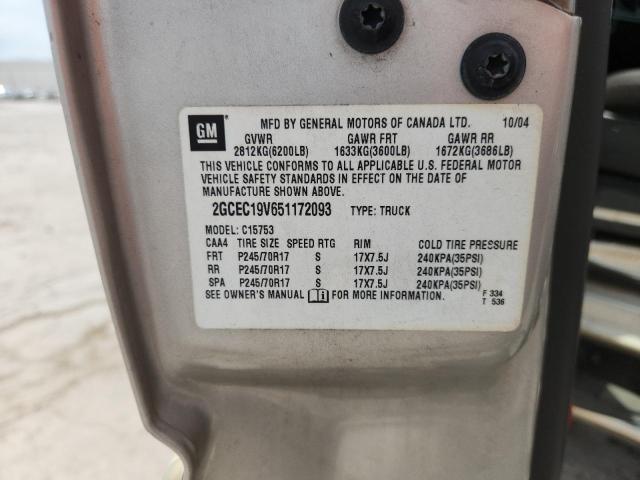 GM
MFD BY GENERAL MOTORS OF CANADA LTD. 10/04
GVWR GAWR FRT GAWR RR
2812KG(6200LB) 1633KG(3600LB) 1672KG(3686LB)
THIS VEHICLE CONFORMS TO ALL APPLICABLE U.S. FEDERAL MOTOR
VEHICLE SAFETY STANDARDS IN EFFECT ON THE DATE OF
MANUFACTURE SHOWN ABOVE.
2GCEC19V651172093 TYPE: TRUCK
MODEL: C15753
CAA4 TIRE SIZE SPEED RTG RIM COLD TIRE PRESSURE
FRT P245/70R17 S 17X7.5J 240KPA(35PSI)
RR P245/70R17 S 17X7.5J 240KPA(35PSI)
SPA P245/70R17 S 17X7.5J 240KPA(35PSI)
SEE OWNER'S MANUAL FOR MORE INFORMATION.
F 334
T 536